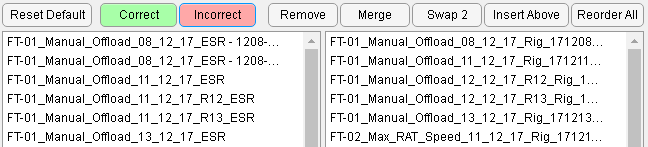 Reset Default Correct Incorrect Remove Merge Swap 2 Insert Above Reorder All
FT-01_Manual_Offload_08_12_17_ESR - 1208-...
FT-01_Manual_Offload_08_12_17_ESR - 1208-...
FT-01_Manual_Offload_11_12_17_ESR
FT-01_Manual_Offload_11_12_17_R12_ESR
FT-01_Manual_Offload_11_12_17_R13_ESR
FT-01_Manual_Offload_13_12_17_ESR
FT-01_Manual_Offload_08_12_17_Rig_171208...
FT-01_Manual_Offload_11_12_17_Rig_171211...
FT-01_Manual_Offload_12_12_17_R12_Rig_1...
FT-01_Manual_Offload_12_12_17_R13_Rig_1...
FT-01_Manual_Offload_13_12_17_Rig_171213...
FT-02_Max_RAT_Speed_11_12_17_Rig_17121...